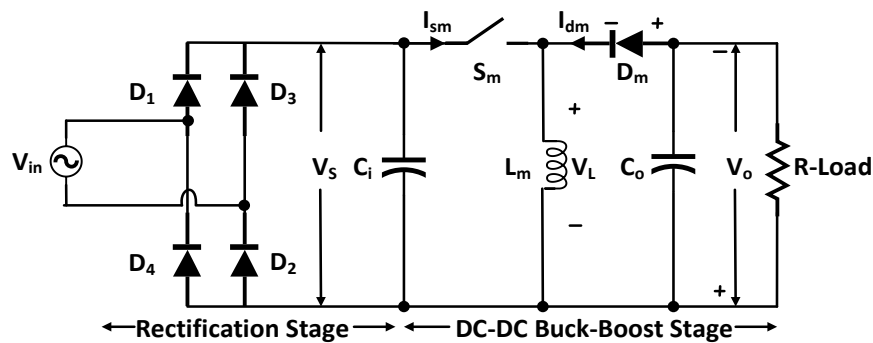 I_sm
I_dm
− +
−
D_1
D_3
S_m
D_m
+
V_in
V_S
C_i
L_m
V_L
C_o
V_o
R-Load
−
D_4
D_2
+
Rectification Stage
DC-DC Buck-Boost Stage